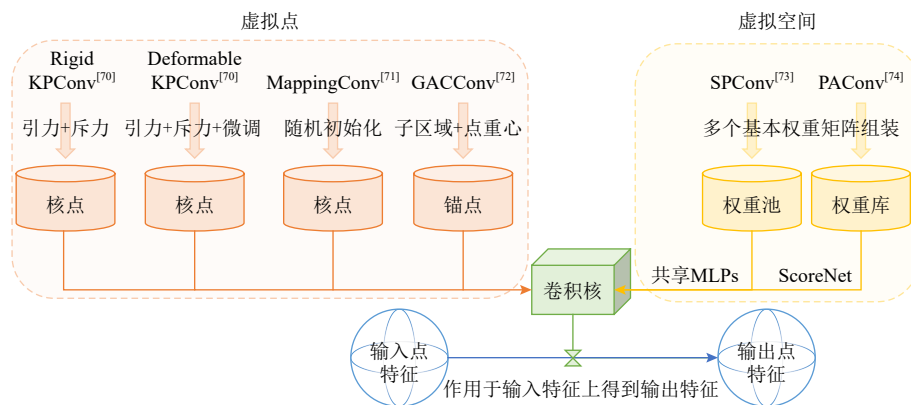 虚拟点
虚拟空间
Rigid
KPConv[70]
Deformable
KPConv[70]
MappingConv[71]
GACConv[72]
SPConv[73]
PAConv[74]
引力+斥力
引力+斥力+微调
随机初始化
子区域+点重心
多个基本权重矩阵组装
核点
核点
核点
锚点
权重池
权重库
卷积核
共享MLPs
ScoreNet
输入点
特征
输出点
特征
作用于输入特征上得到输出特征